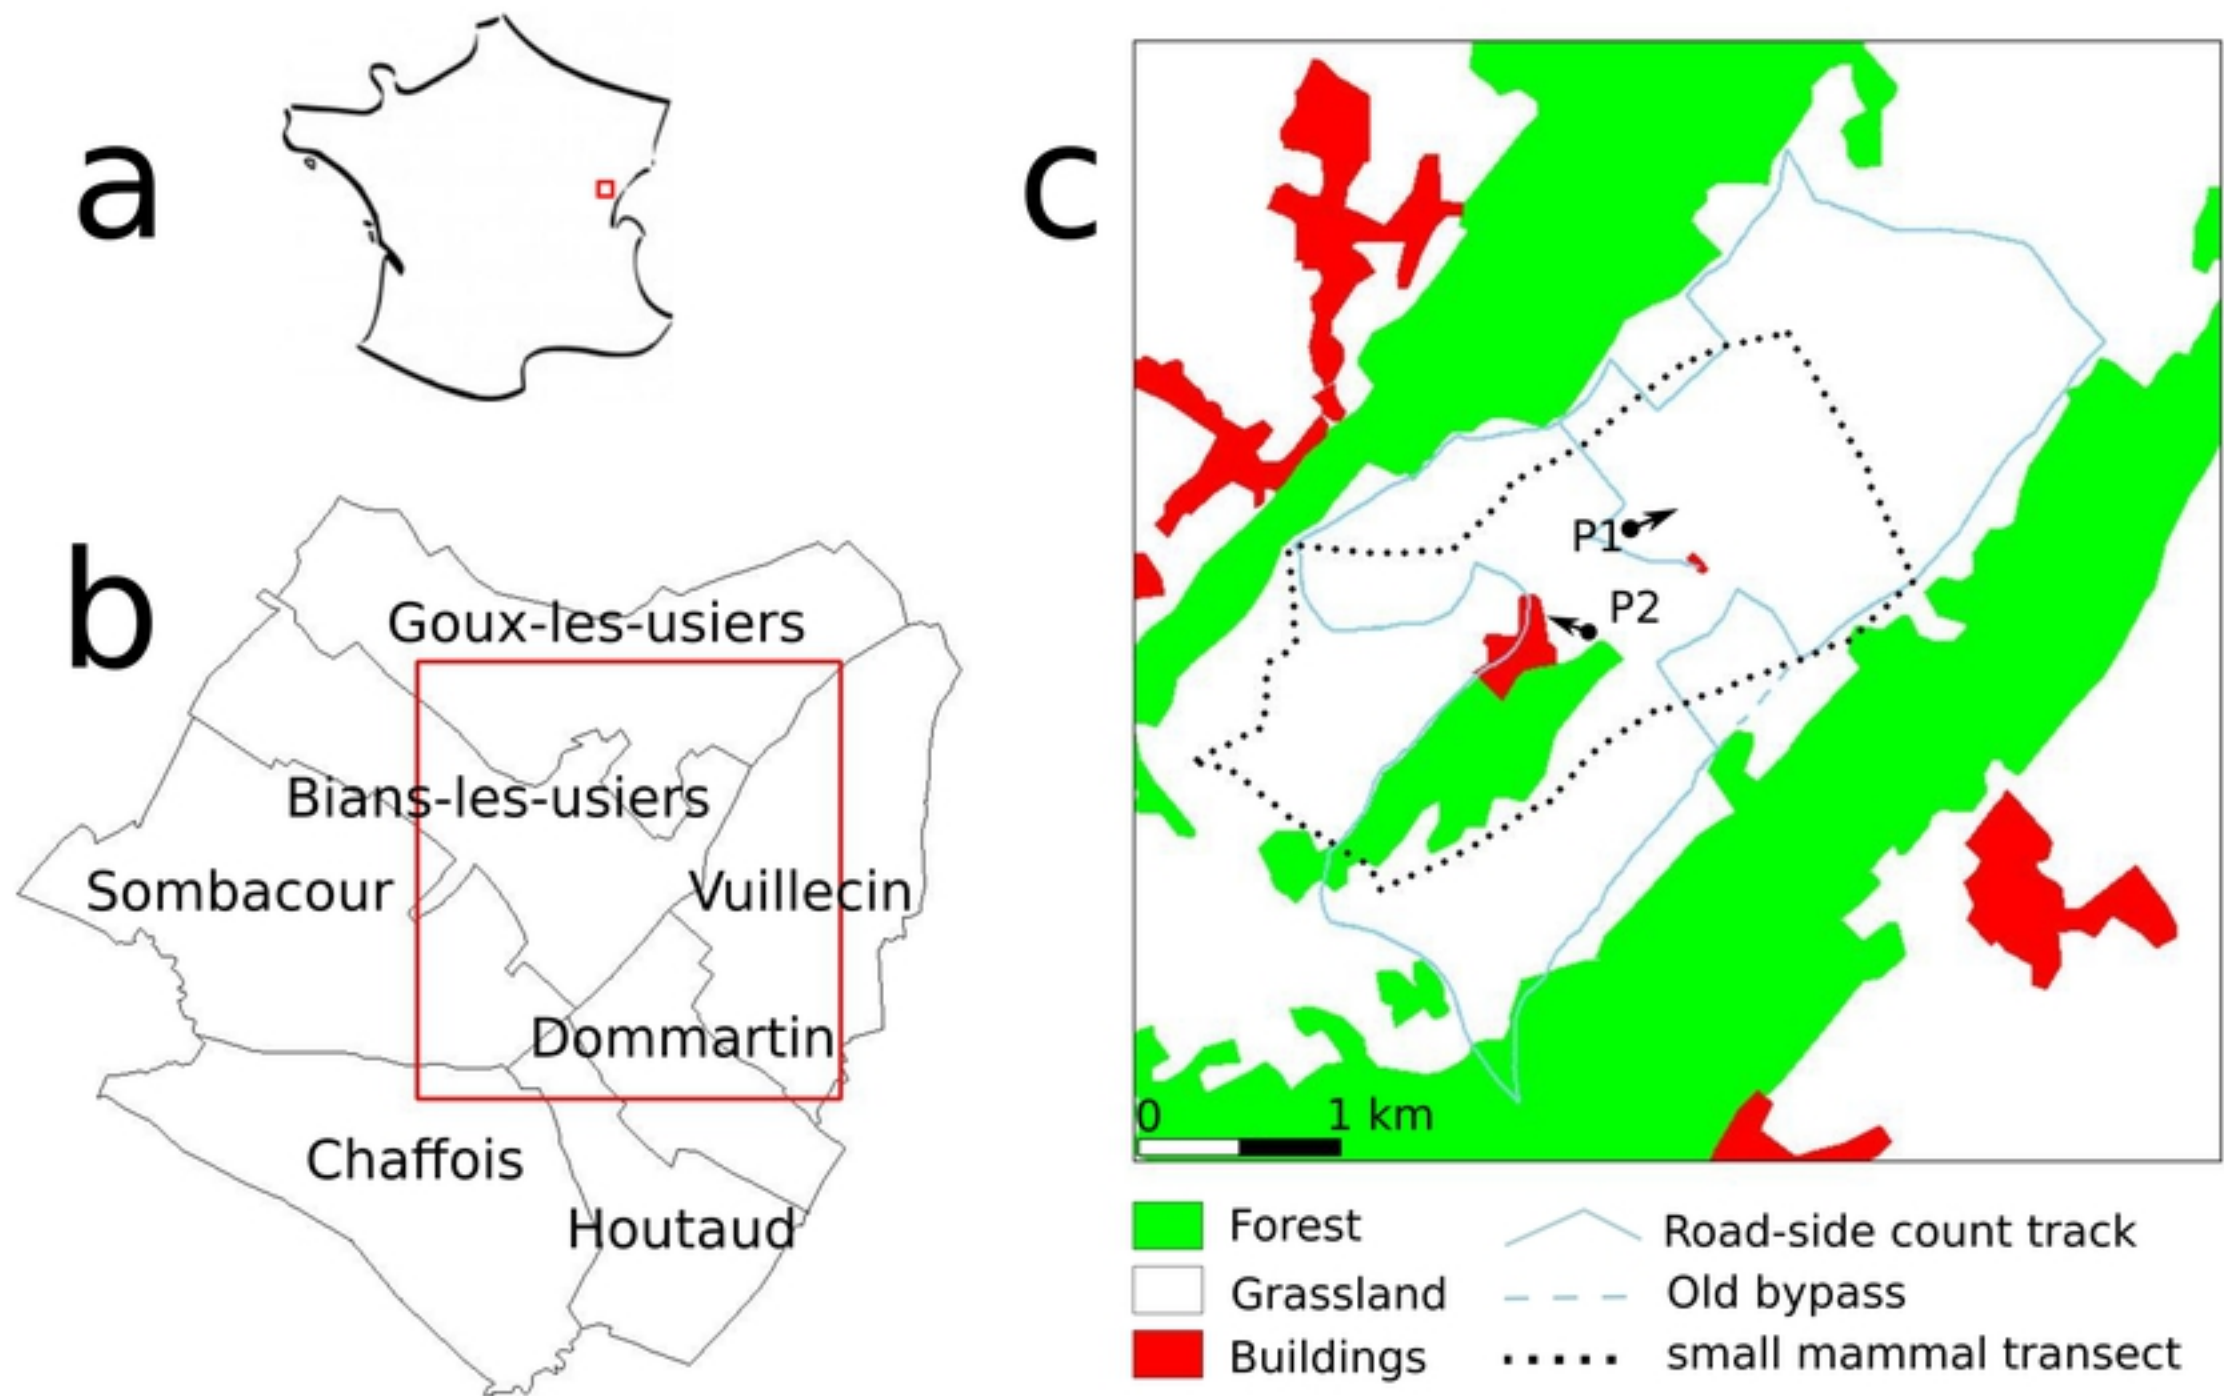 a
b
Goux-les-usiers
Bians-les-usiers
Sombacour
Vuillecin
Dommartin
Chaffois
Houtaud
c
P1
P2
0 1 km
Forest
Grassland
Buildings
Road-side count track
Old bypass
small mammal transect